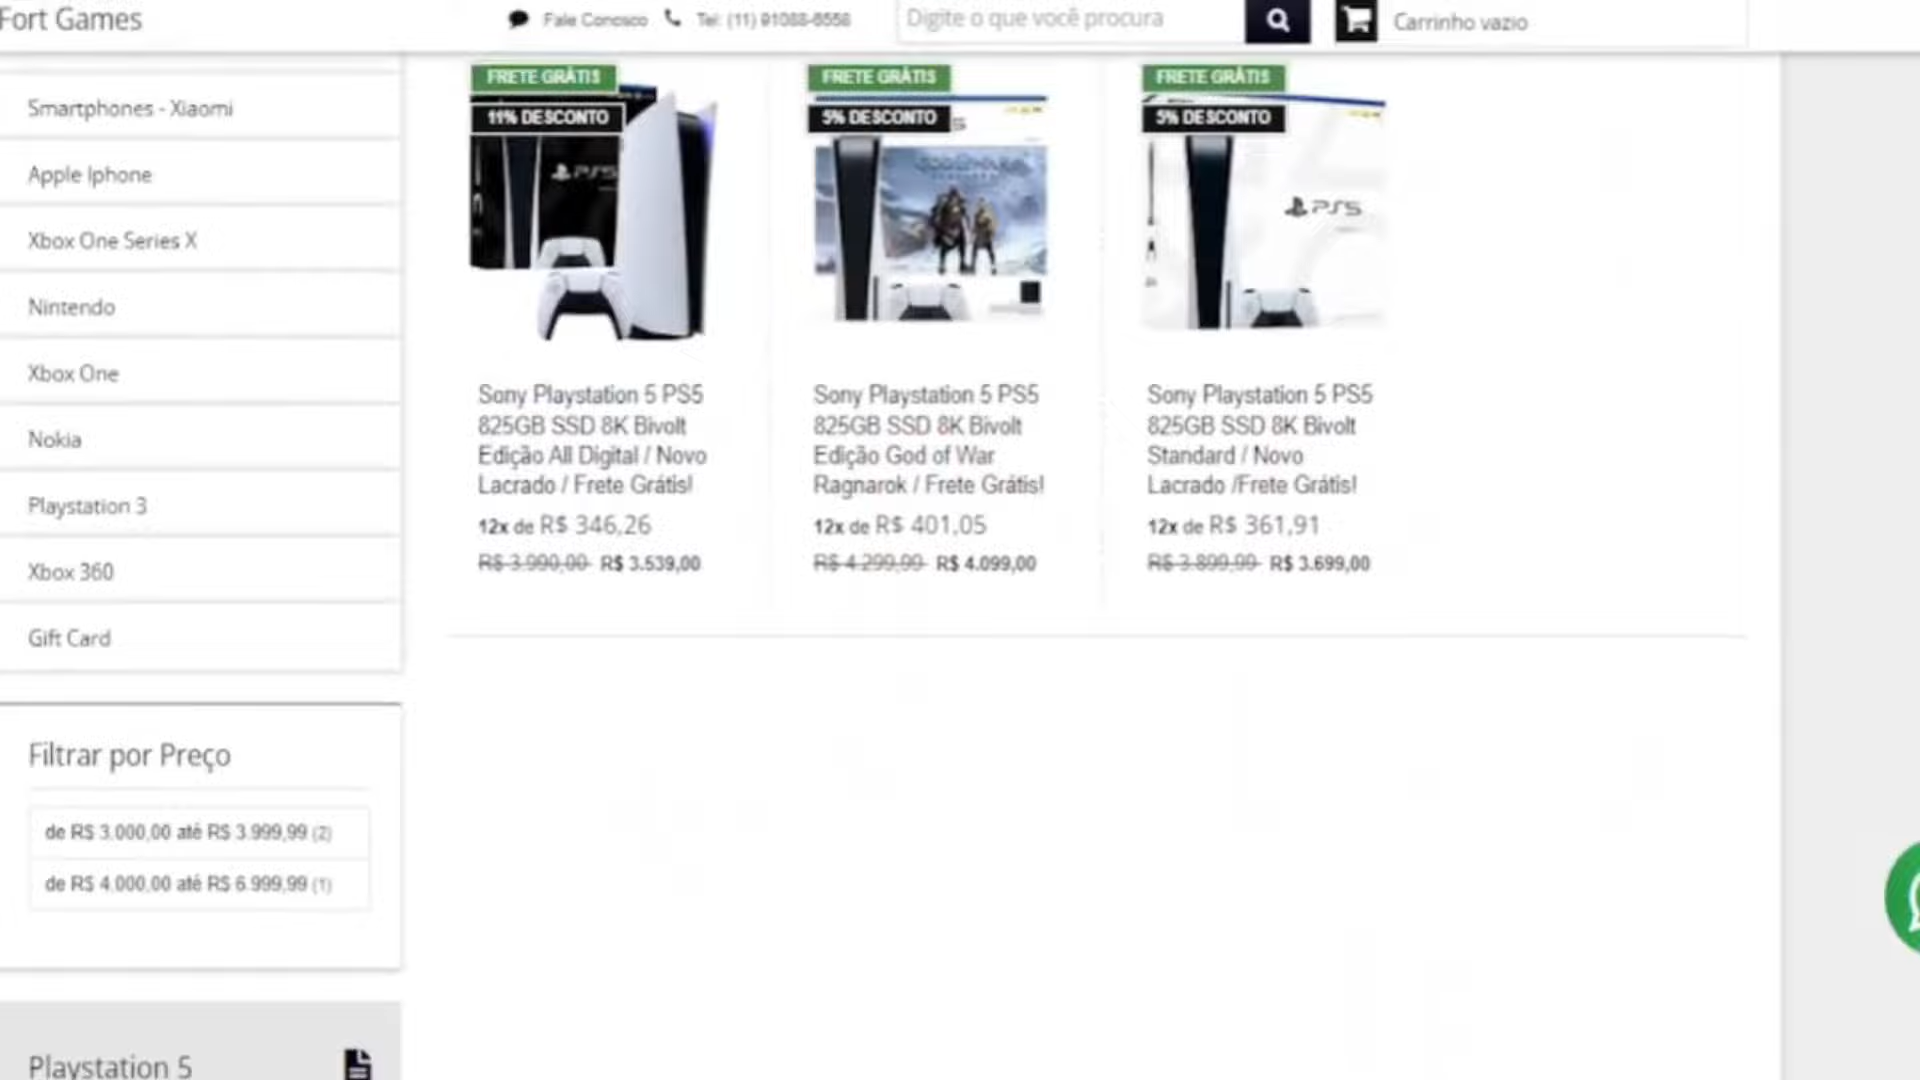 Fort Games
Fale Conosco
Tel: (11) 91088-6558
Digite o que você procura
Carrinho vazio
Smartphones - Xiaomi
Apple Iphone
Xbox One Series X
Nintendo
Xbox One
Nokia
Playstation 3
Xbox 360
Gift Card
Filtrar por Preço
de R$ 3.000,00 até R$ 3.999,99 (2)
de R$ 4.000,00 até R$ 6.999,99 (1)
Playstation 5
FRETE GRÁTIS
11% DESCONTO
PS5
Sony Playstation 5 PS5
825GB SSD 8K Bivolt
Edição All Digital / Novo
Lacrado / Frete Grátis!
12x de R$ 346,26
R$ 3.990,00 R$ 3.539,00
FRETE GRÁTIS
5% DESCONTO
Sony Playstation 5 PS5
825GB SSD 8K Bivolt
Edição God of War
Ragnarok / Frete Grátis!
12x de R$ 401,05
R$ 4.299,99 R$ 4.099,00
FRETE GRÁTIS
5% DESCONTO
PS5
Sony Playstation 5 PS5
825GB SSD 8K Bivolt
Standard / Novo
Lacrado /Frete Grátis!
12x de R$ 361,91
R$ 3.899,99 R$ 3.699,00